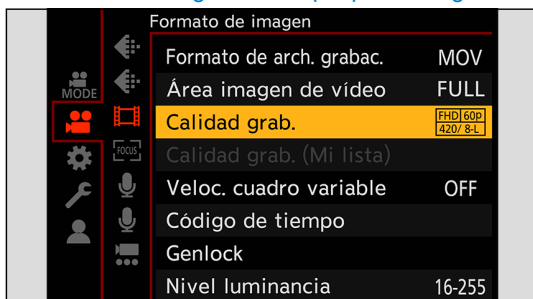 Formato de imagen
MODE
FOCUS
Formato de arch. grabac. MOV
Área imagen de vídeo FULL
Calidad grab. FHD 60p 420/ 8-L
Calidad grab. (Mi lista)
Veloc. cuadro variable OFF
Código de tiempo
Genlock
Nivel luminancia 16-255